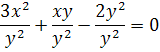 3x²/y² + xy/y² − 2y²/y² = 0